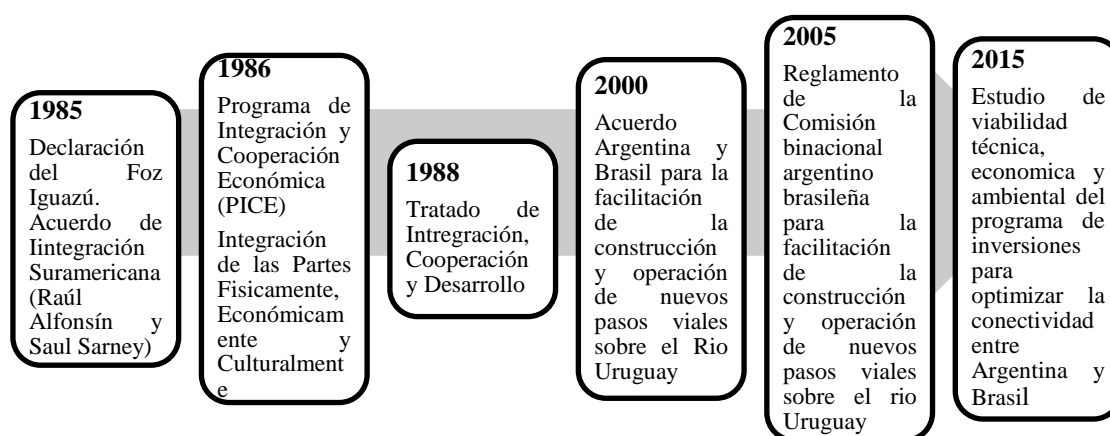 1985
Declaración
del Foz
Iguazú.
Acuerdo de
Iintegración
Suramericana
(Raúl
Alfonsín y
Saul Sarney)
1986
Programa de
Integración y
Cooperación
Económica
(PICE)
Integración
de las Partes
Fisicamente,
Económicam
ente y
Culturalment
e
1988
Tratado de
Intregración,
Cooperación
y Desarrollo
2000
Acuerdo
Argentina y
Brasil para la
facilitación
de la
construcción
y operación
de nuevos
pasos viales
sobre el Rio
Uruguay
2005
Reglamento
de la
Comisión
binacional
argentino
brasileña
para la
facilitación
de la
construcción
y operación
de nuevos
pasos viales
sobre el rio
Uruguay
2015
Estudio de
viabilidad
técnica,
economica y
ambiental del
programa de
inversiones
para
optimizar la
conectividad
entre
Argentina y
Brasil